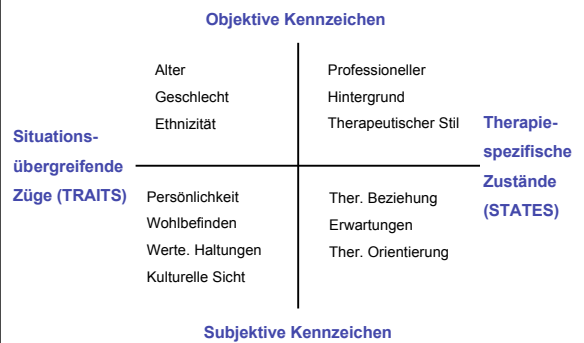 Objektive Kennzeichen
Alter
Geschlecht
Ethnizität
Professioneller
Hintergrund
Therapeutischer Stil
Situations-
übergreifende
Züge (TRAITS)
Therapie-
spezifische
Zustände
(STATES)
Persönlichkeit
Wohlbefinden
Werte. Haltungen
Kulturelle Sicht
Ther. Beziehung
Erwartungen
Ther. Orientierung
Subjektive Kennzeichen